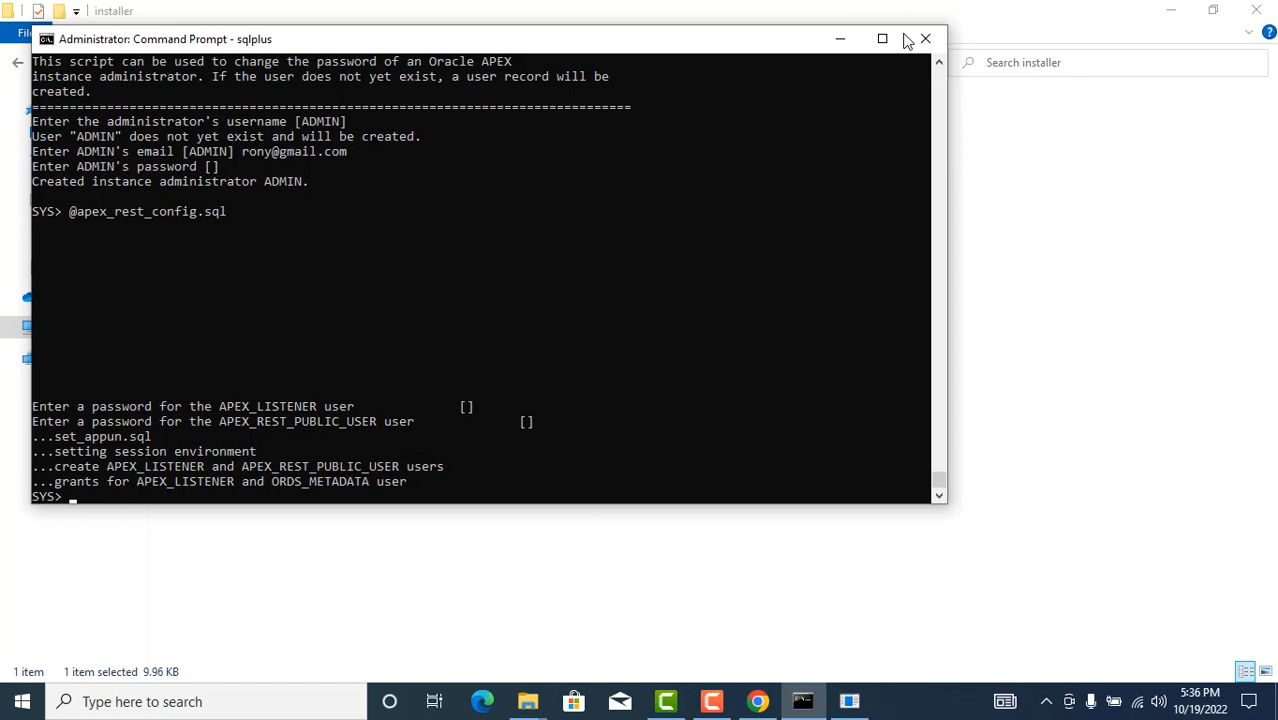 installer
File
Administrator: Command Prompt - sqlplus
Search installer
This script can be used to change the password of an Oracle APEX
instance administrator. If the user does not yet exist, a user record will be
created.
================================================================================
Enter the administrator's username [ADMIN]
User "ADMIN" does not yet exist and will be created.
Enter ADMIN's email [ADMIN] rony@gmail.com
Enter ADMIN's password []
Created instance administrator ADMIN.
SYS> @apex_rest_config.sql
Enter a password for the APEX_LISTENER user []
Enter a password for the APEX_REST_PUBLIC_USER user []
...set_appun.sql
...setting session environment
...create APEX_LISTENER and APEX_REST_PUBLIC_USER users
...grants for APEX_LISTENER and ORDS_METADATA user
SYS>
1 item 1 item selected 9.96 KB
Type here to search
5:36 PM
10/19/2022